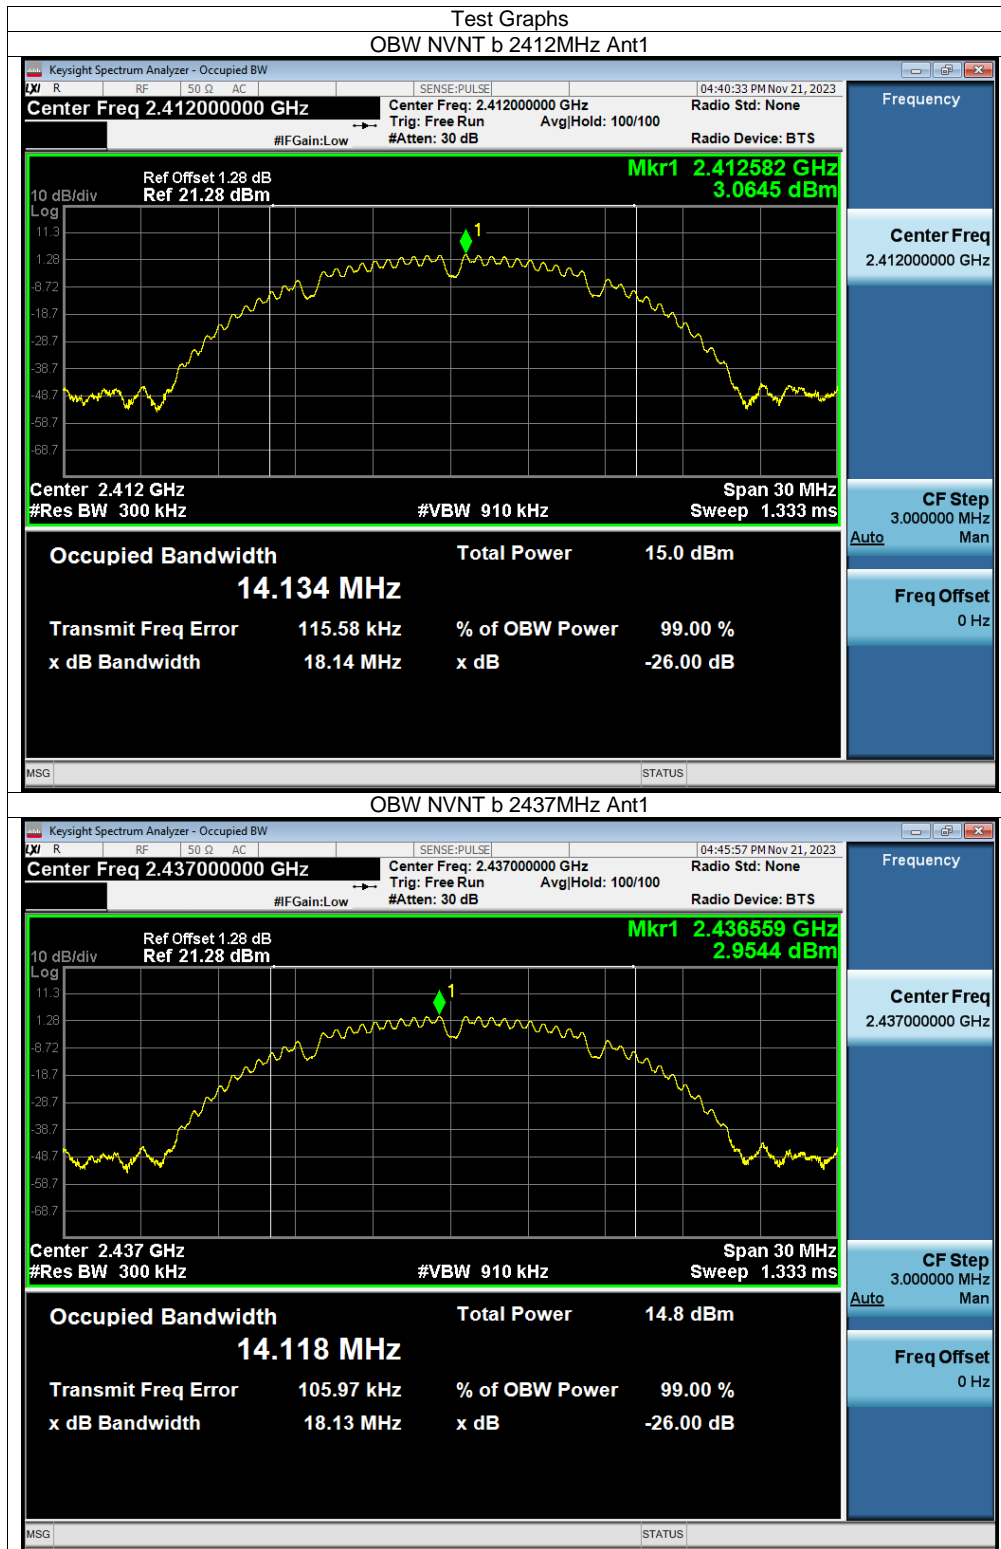 Test Graphs
OBW NVNT b 2412MHz Ant1
Keysight Spectrum Analyzer - Occupied BW
LXI R RF 50 Ω AC SENSE:PULSE 04:40:33 PM Nov 21, 2023
Center Freq 2.412000000 GHz
Center Freq: 2.412000000 GHz Radio Std: None
Trig: Free Run Avg|Hold: 100/100
#IFGain:Low #Atten: 30 dB Radio Device: BTS
Frequency
Mkr1 2.412582 GHz
3.0645 dBm
Ref Offset 1.28 dB
10 dB/div Ref 21.28 dBm
Log
11.3
1.28
-8.72
-18.7
-28.7
-38.7
-48.7
-58.7
-68.7
1
Center 2.412 GHz Span 30 MHz
#Res BW 300 kHz #VBW 910 kHz Sweep 1.333 ms
Center Freq
2.412000000 GHz
CF Step
3.000000 MHz
Auto Man
Freq Offset
0 Hz
Occupied Bandwidth Total Power 15.0 dBm
14.134 MHz
Transmit Freq Error 115.58 kHz % of OBW Power 99.00 %
x dB Bandwidth 18.14 MHz x dB -26.00 dB
MSG STATUS
OBW NVNT b 2437MHz Ant1
Keysight Spectrum Analyzer - Occupied BW
LXI R RF 50 Ω AC SENSE:PULSE 04:45:57 PM Nov 21, 2023
Center Freq 2.437000000 GHz
Center Freq: 2.437000000 GHz Radio Std: None
Trig: Free Run Avg|Hold: 100/100
#IFGain:Low #Atten: 30 dB Radio Device: BTS
Frequency
Mkr1 2.436559 GHz
2.9544 dBm
Ref Offset 1.28 dB
10 dB/div Ref 21.28 dBm
Log
11.3
1.28
-8.72
-18.7
-28.7
-38.7
-48.7
-58.7
-68.7
1
Center 2.437 GHz Span 30 MHz
#Res BW 300 kHz #VBW 910 kHz Sweep 1.333 ms
Center Freq
2.437000000 GHz
CF Step
3.000000 MHz
Auto Man
Freq Offset
0 Hz
Occupied Bandwidth Total Power 14.8 dBm
14.118 MHz
Transmit Freq Error 105.97 kHz % of OBW Power 99.00 %
x dB Bandwidth 18.13 MHz x dB -26.00 dB
MSG STATUS